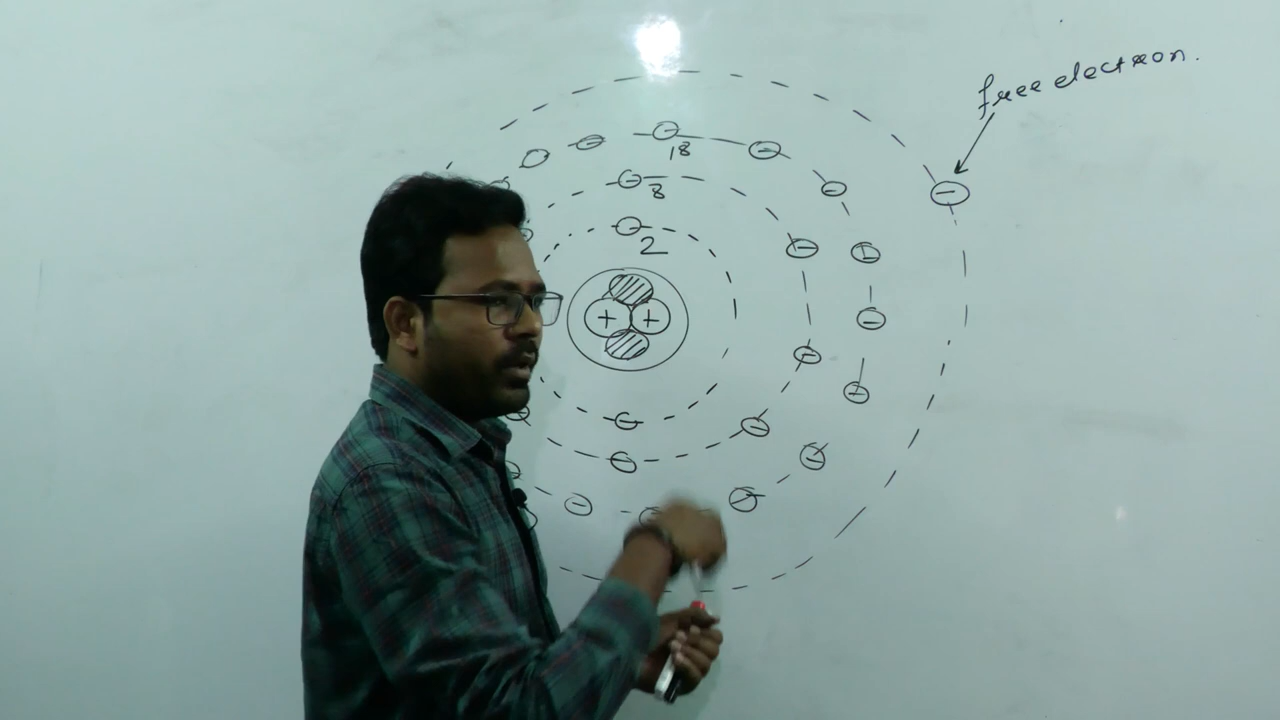 free electron.
18
8
2
+ +